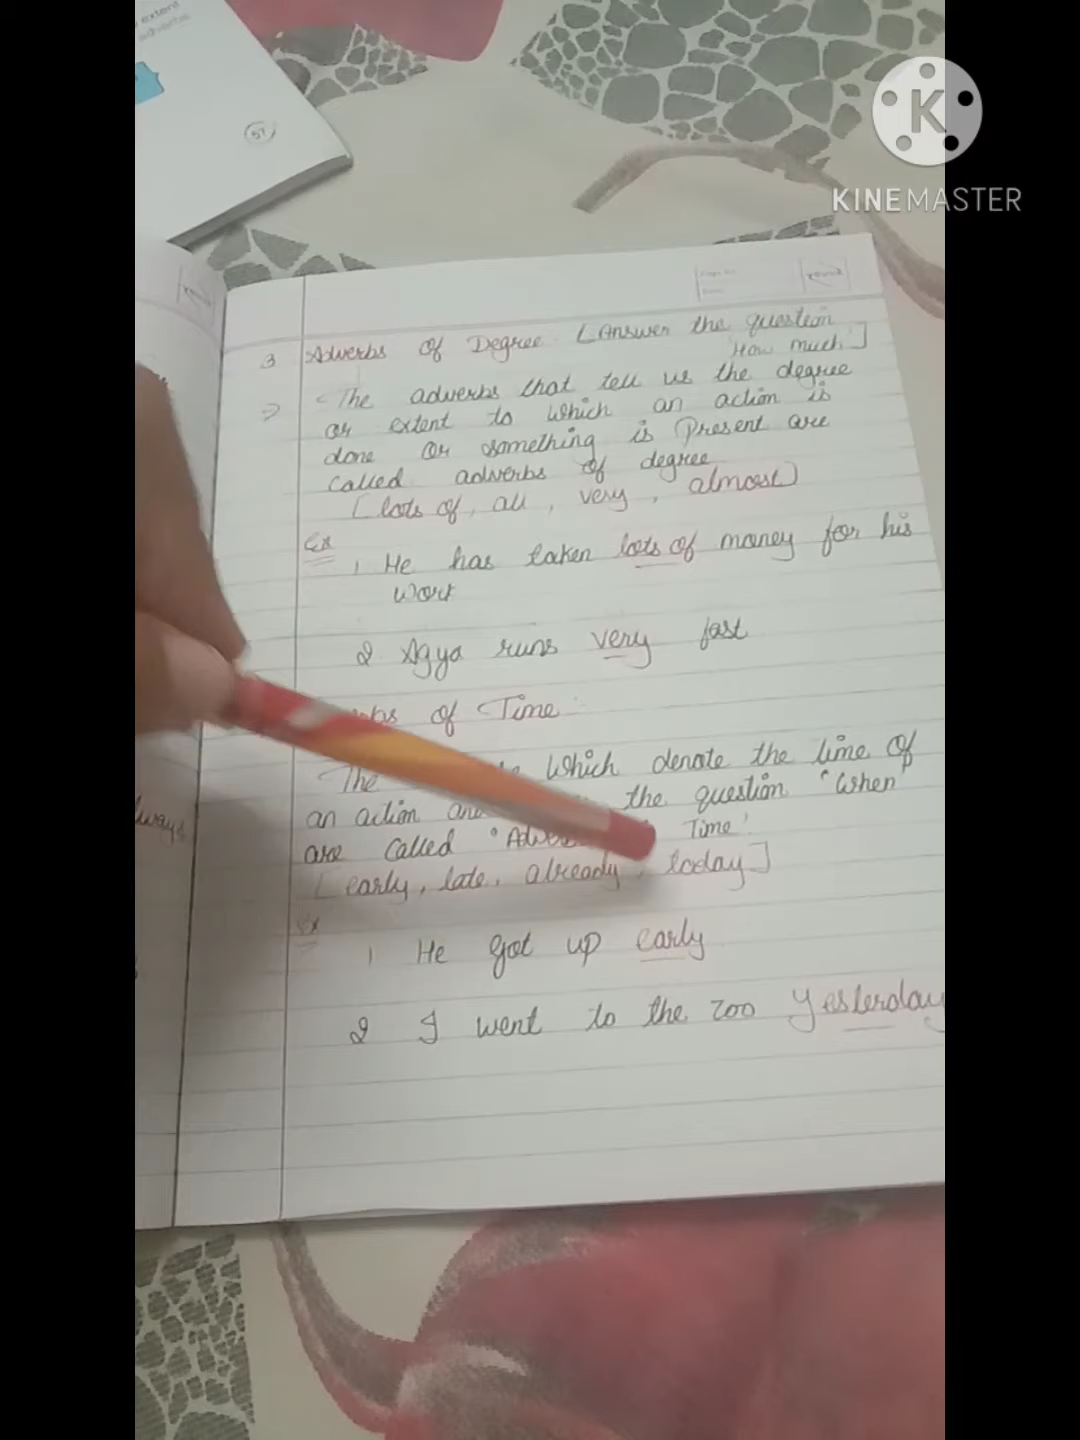 extent
adverbs
57
KINEMASTER
3 Adverbs of Degree [Answer the question
How much]
⇒ The adverbs that tell us the degree
or extent to which an action is
done or something is Present are
called adverbs of degree
[lots of, all, very, almost]
Ex
1 He has taken lots of money for his
work
2 Agya runs very fast
of Time :
The which denote the time of
an action the question "When"
are called 'Time'
[early, late, already, today]
Ex
1 He got up early
2 I went to the zoo Yesterday
ways